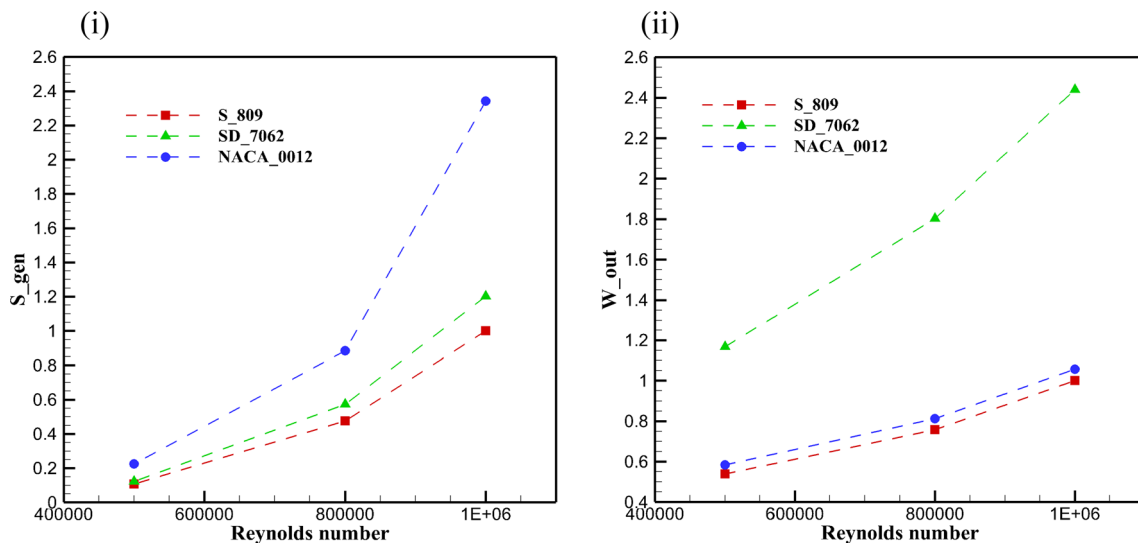 (i)
2.6
2.4
2.2
2
1.8
1.6
1.4
1.2
1
0.8
0.6
0.4
0.2
0
S_gen
S_809
SD_7062
NACA_0012
400000 600000 800000 1E+06
Reynolds number
(ii)
2.6
2.4
2.2
2
1.8
1.6
1.4
1.2
1
0.8
0.6
0.4
W_out
S_809
SD_7062
NACA_0012
400000 600000 800000 1E+06
Reynolds number